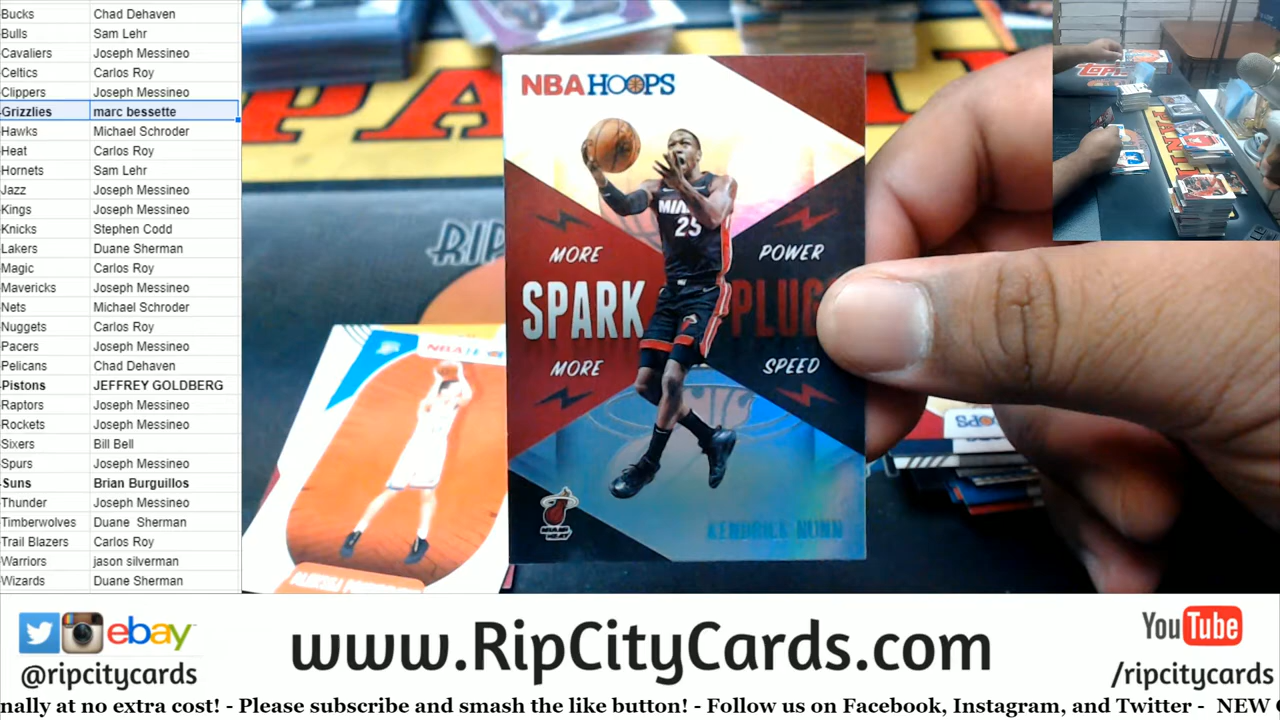 Bucks Chad Dehaven
Bulls Sam Lehr
Cavaliers Joseph Messineo
Celtics Carlos Roy
Clippers Joseph Messineo
Grizzlies marc bessette
Hawks Michael Schroder
Heat Carlos Roy
Hornets Sam Lehr
Jazz Joseph Messineo
Kings Joseph Messineo
Knicks Stephen Codd
Lakers Duane Sherman
Magic Carlos Roy
Mavericks Joseph Messineo
Nets Michael Schroder
Nuggets Carlos Roy
Pacers Joseph Messineo
Pelicans Chad Dehaven
Pistons JEFFREY GOLDBERG
Raptors Joseph Messineo
Rockets Joseph Messineo
Sixers Bill Bell
Spurs Joseph Messineo
Suns Brian Burguillos
Thunder Joseph Messineo
Timberwolves Duane Sherman
Trail Blazers Carlos Roy
Warriors jason silverman
Wizards Duane Sherman
NBA HOOPS
MIA
25
MORE POWER
SPARK PLUG
MORE SPEED
KENDRICK NUNN
MIAMI HEAT
RIP
ebay
@ripcitycards
www.RipCityCards.com
YouTube
/ripcitycards
nally at no extra cost! - Please subscribe and smash the like button! - Follow us on Facebook, Instagram, and Twitter - NEW